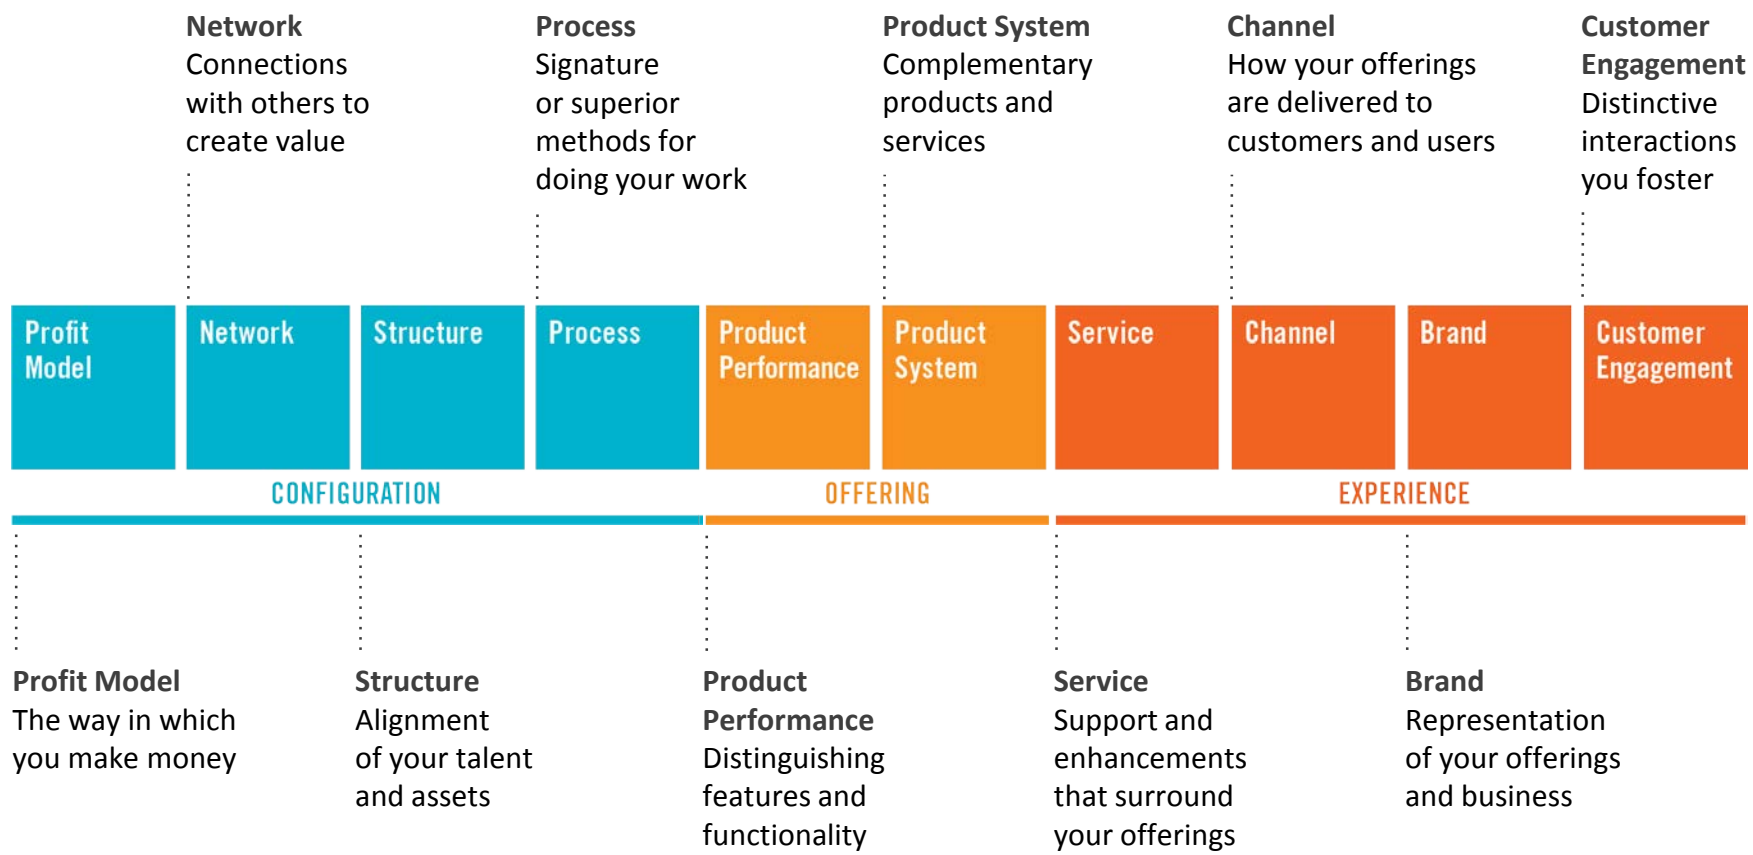 Network
Connections
with others to
create value
Process
Signature
or superior
methods for
doing your work
Product System
Complementary
products and
services
Channel
How your offerings
are delivered to
customers and users
Customer
Engagement
Distinctive
interactions
you foster
Profit
Model
Network
Structure
Process
Product
Performance
Product
System
Service
Channel
Brand
Customer
Engagement
CONFIGURATION
OFFERING
EXPERIENCE
Profit Model
The way in which
you make money
Structure
Alignment
of your talent
and assets
Product
Performance
Distinguishing
features and
functionality
Service
Support and
enhancements
that surround
your offerings
Brand
Representation
of your offerings
and business